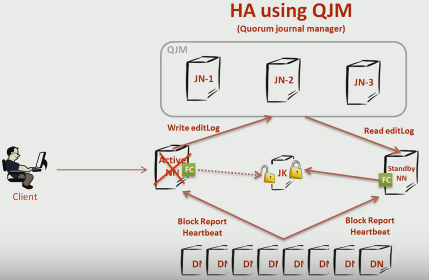 HA using QJM
(Quorum journal manager)
QJM
JN-1
JN-2
JN-3
Write editLog
Read editLog
Active
NN
FC
JK
FC
Standby
NN
Client
Block Report
Heartbeat
Block Report
Heartbeat
DN
DN
DN
DN
DN
DN
DN